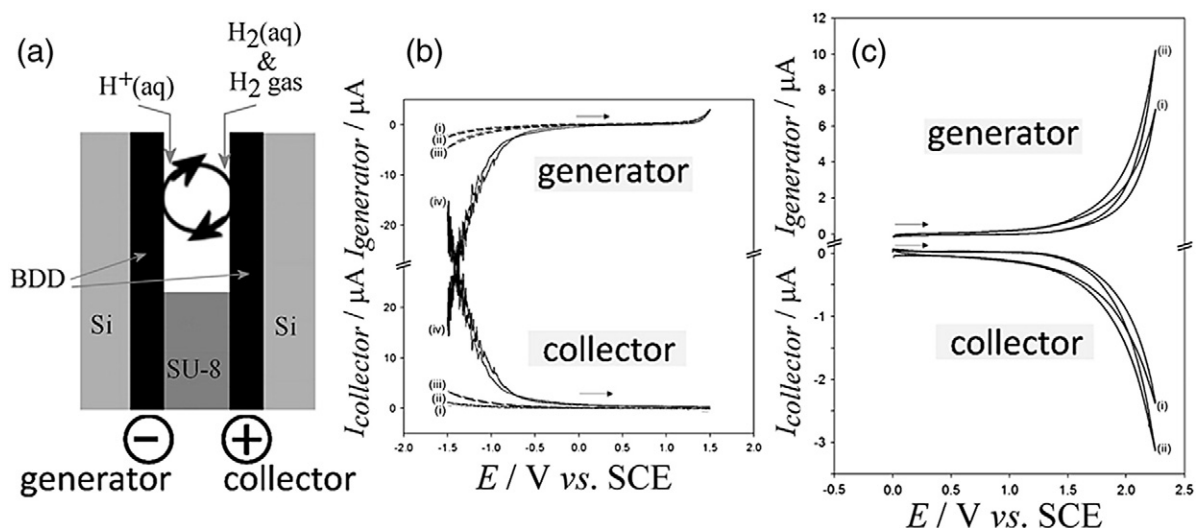 (a)
H2(aq)
&
H2 gas
H+(aq)
BDD
Si
SU-8
Si
−
+
generator
collector
(b)
Igenerator / µA
0
-10
-20
Icollector / µA
20
10
0
(i)
(ii)
(iii)
(iv)
generator
(iv)
collector
(iii)
(ii)
(i)
-2.0 -1.5 -1.0 -0.5 0.0 0.5 1.0 1.5 2.0
E / V vs. SCE
(c)
Igenerator / µA
12
10
8
6
4
2
0
Icollector / µA
0
-1
-2
-3
(ii)
(i)
generator
collector
(i)
(ii)
-0.5 0.0 0.5 1.0 1.5 2.0 2.5
E / V vs. SCE